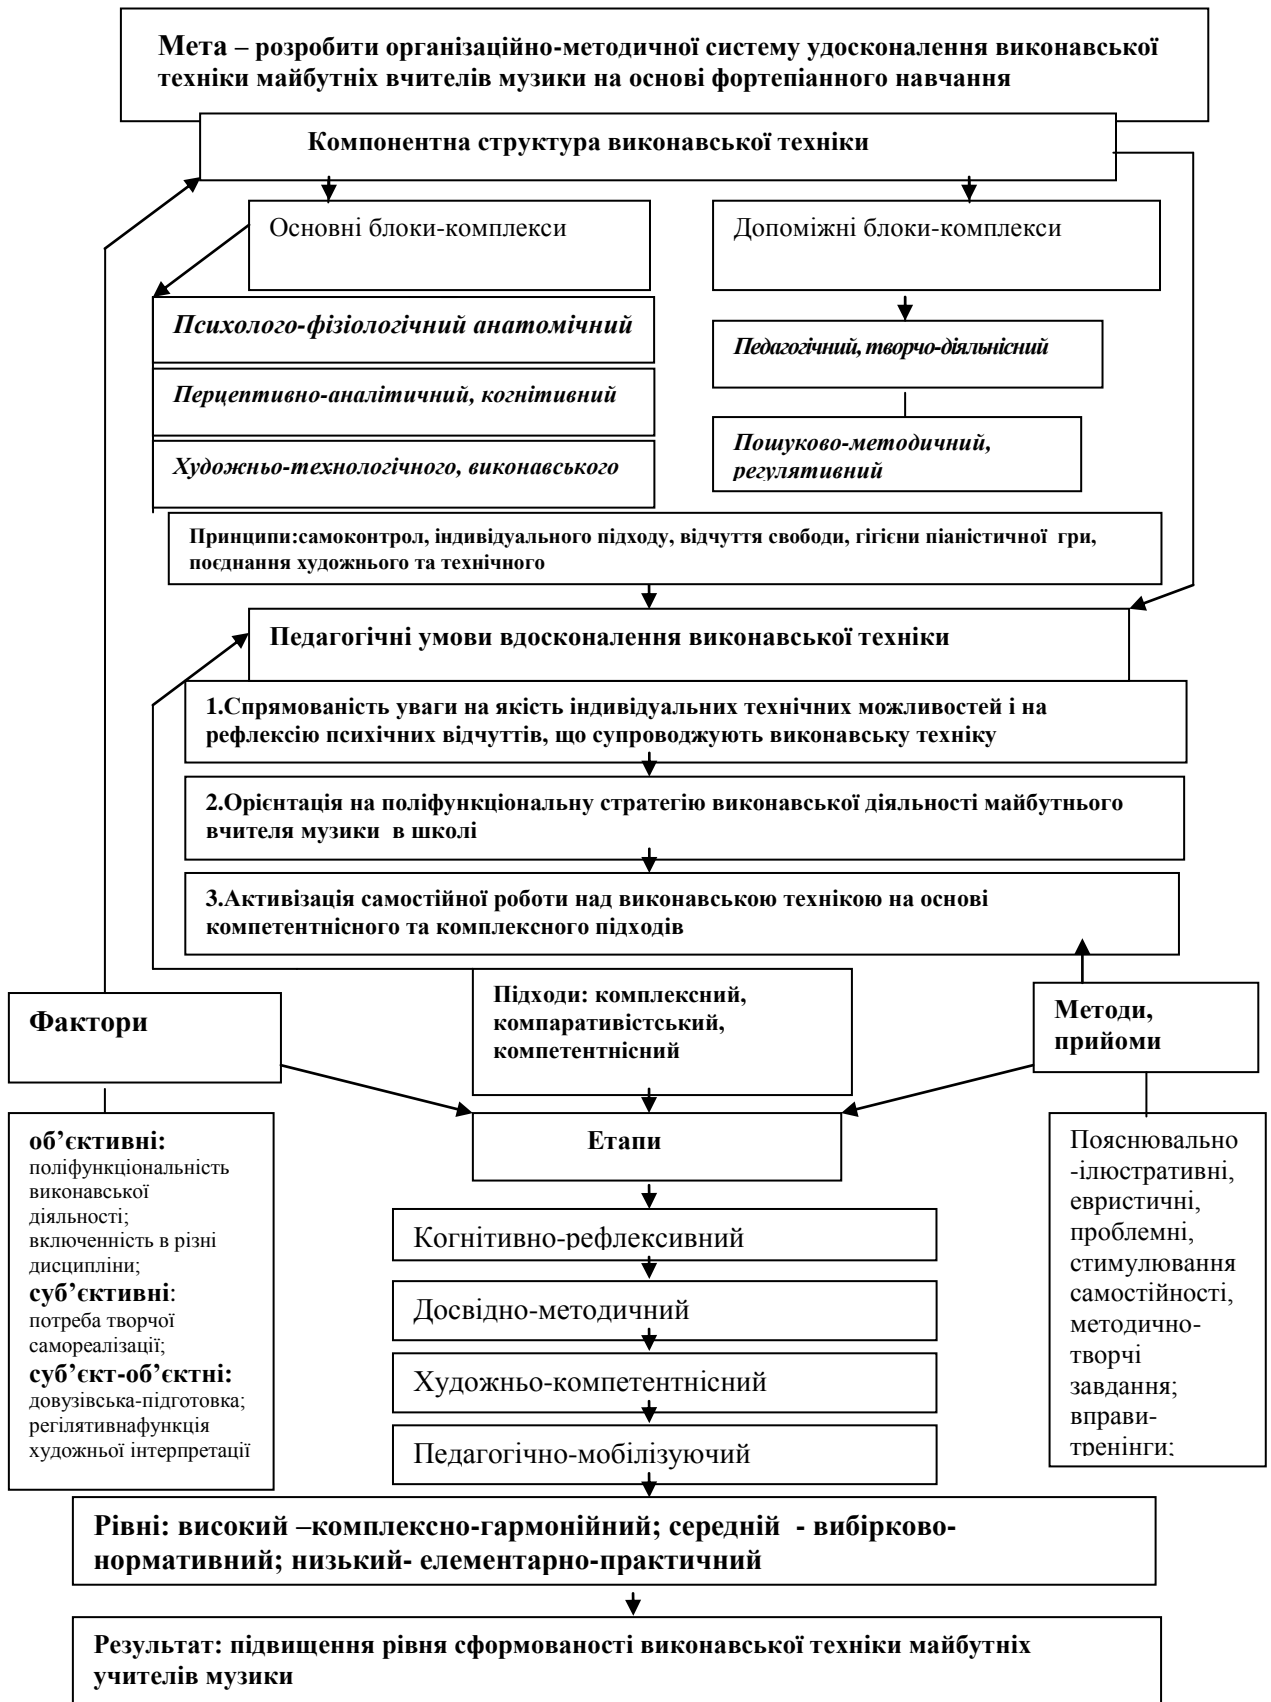 Мета – розробити організаційно-методичної систему удосконалення виконавської
техніки майбутніх вчителів музики на основі фортепіанного навчання
Компонентна структура виконавської техніки
Основні блоки-комплекси
Допоміжні блоки-комплекси
Психолого-фізіологічний анатомічний
Перцептивно-аналітичний, когнітивний
Художньо-технологічного, виконавського
Педагогічний, творчо-діяльнісний
Пошуково-методичний,
регулятивний
Принципи:самоконтрол, індивідуального підходу, відчуття свободи, гігієни піаністичної гри,
поєднання художнього та технічного
Педагогічні умови вдосконалення виконавської техніки
1.Спрямованість уваги на якість індивідуальних технічних можливостей і на
рефлексію психічних відчуттів, що супроводжують виконавську техніку
2.Орієнтація на поліфункціональну стратегію виконавської діяльності майбутнього
вчителя музики в школі
3.Активізація самостійної роботи над виконавською технікою на основі
компетентнісного та комплексного підходів
Фактори
Підходи: комплексний,
компаративістський,
компетентнісний
Методи,
прийоми
об’єктивні:
поліфункціональність
виконавської
діяльності;
включенність в різні
дисципліни;
суб’єктивні:
потреба творчої
самореалізації;
суб’єкт-об’єктні:
довузівська-підготовка;
регілятивнафункція
художньої інтерпретації
Етапи
Когнітивно-рефлексивний
Досвідно-методичний
Художньо-компетентнісний
Педагогічно-мобілізуючий
Пояснювально
-ілюстративні,
евристичні,
проблемні,
стимулювання
самостійності,
методично-
творчі
завдання;
вправи-
тренінги;
Рівні: високий –комплексно-гармонійний; середній - вибірково-
нормативний; низький- елементарно-практичний
Результат: підвищення рівня сформованості виконавської техніки майбутніх
учителів музики